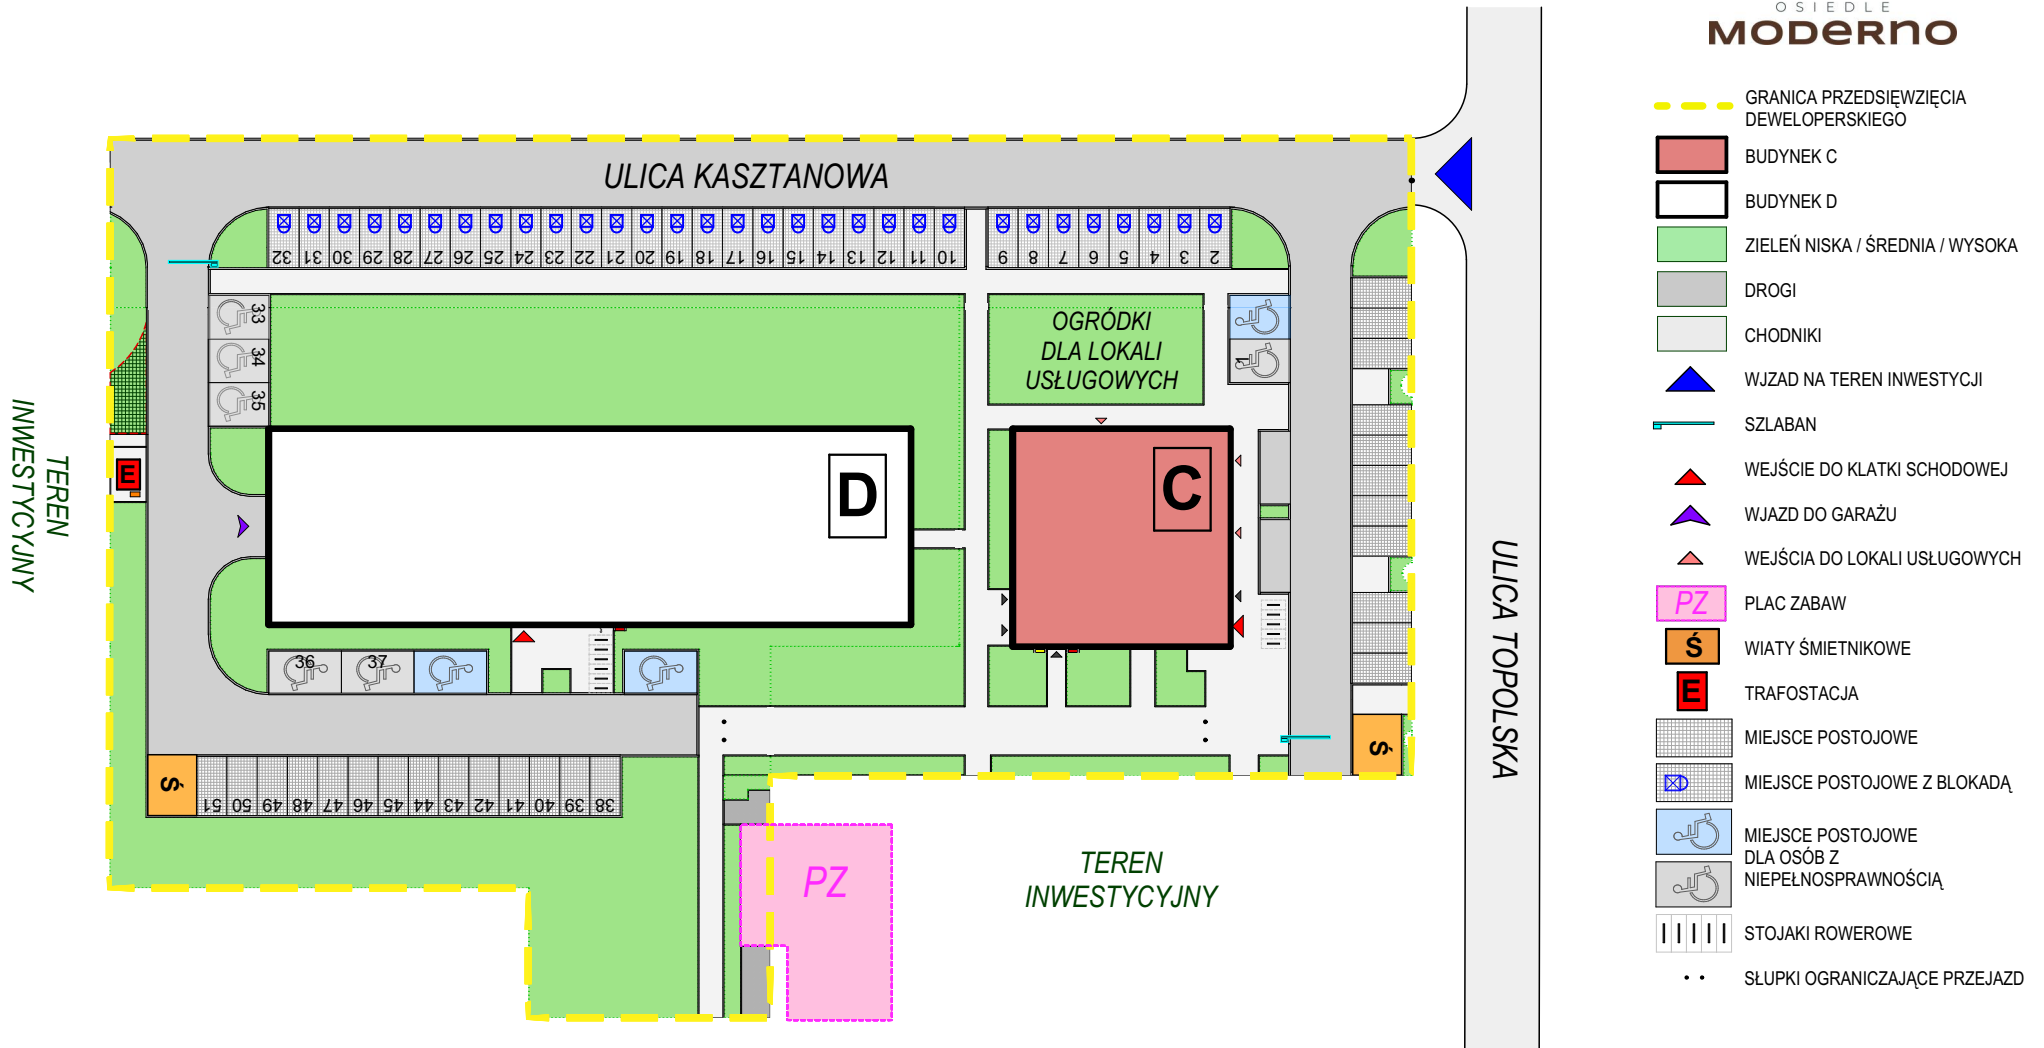 OSIEDLE
MODERNO
GRANICA PRZEDSIĘWZIĘCIA
DEWELOPERSKIEGO
BUDYNEK C
BUDYNEK D
ZIELEŃ NISKA / ŚREDNIA / WYSOKA
DROGI
CHODNIKI
WJZAD NA TEREN INWESTYCJI
SZLABAN
WEJŚCIE DO KLATKI SCHODOWEJ
WJAZD DO GARAŻU
WEJŚCIA DO LOKALI USŁUGOWYCH
PZ PLAC ZABAW
Ś WIATY ŚMIETNIKOWE
E TRAFOSTACJA
MIEJSCE POSTOJOWE
MIEJSCE POSTOJOWE Z BLOKADĄ
MIEJSCE POSTOJOWE
DLA OSÓB Z
NIEPEŁNOSPRAWNOŚCIĄ
STOJAKI ROWEROWE
SŁUPKI OGRANICZAJĄCE PRZEJAZD
ULICA KASZTANOWA
32 31 30 29 28 27 26 25 24 23 22 21 20 19 18 17 16 15 14 13 12 11 10 9 8 7 6 5 4 3 2
33
34
35
1
OGRÓDKI
DLA LOKALI
USŁUGOWYCH
E
D
C
TEREN
INWESTYCYJNY
ULICA TOPOLSKA
36 37
Ś
51 50 49 48 47 46 45 44 43 42 41 40 39 38
Ś
PZ
TEREN
INWESTYCYJNY